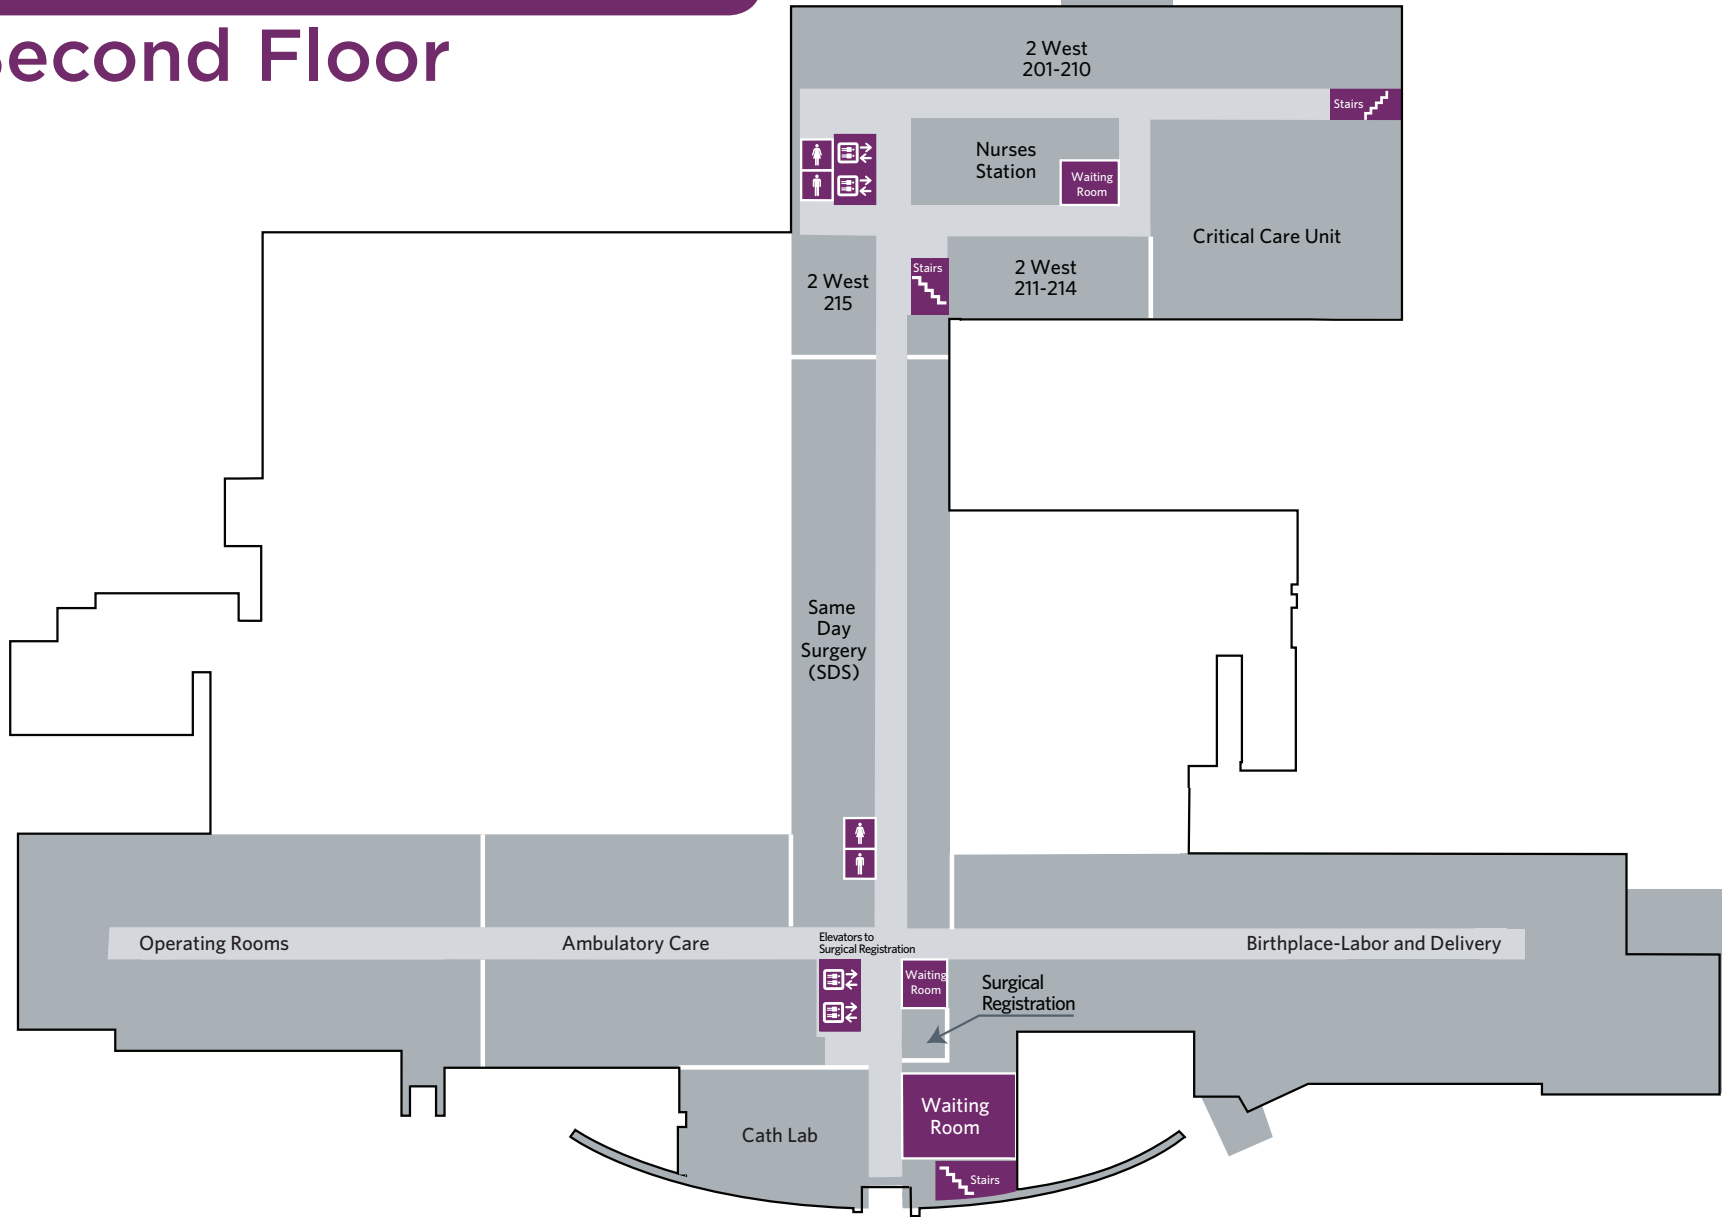 Second Floor
2 West
201-210
Stairs
Nurses
Station
Waiting
Room
Critical Care Unit
2 West
215
Stairs
2 West
211-214
Same
Day
Surgery
(SDS)
Operating Rooms
Ambulatory Care
Elevators to
Surgical Registration
Birthplace-Labor and Delivery
Waiting
Room
Surgical
Registration
Waiting
Room
Cath Lab
Stairs